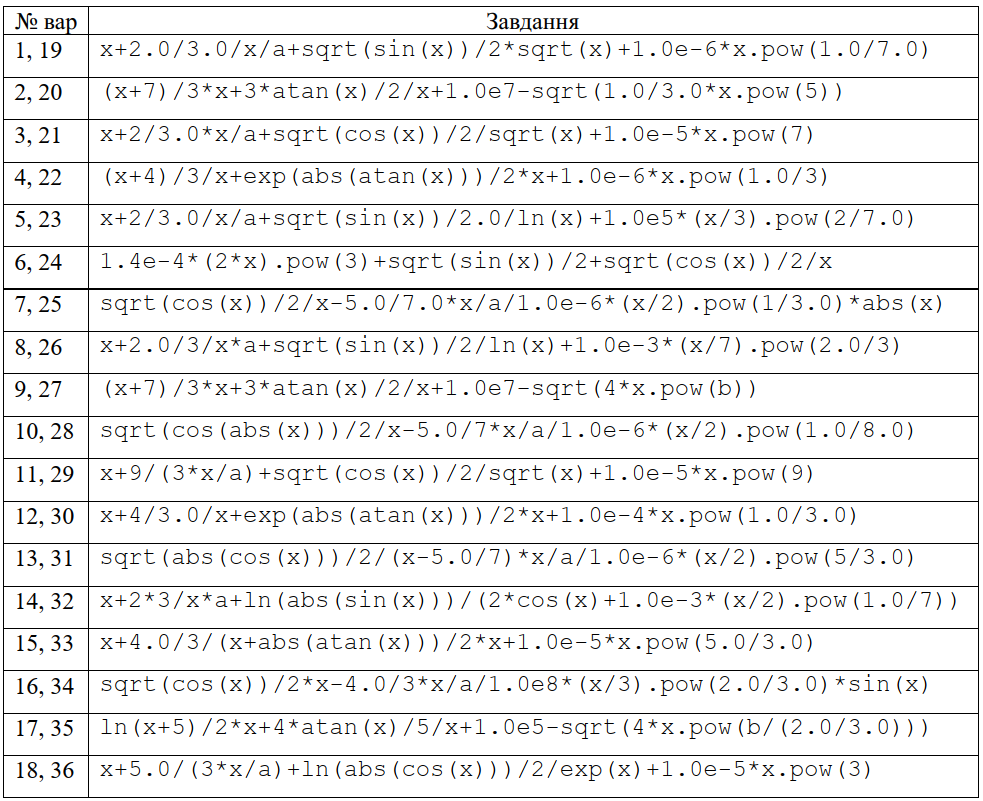 № вар Завдання
1, 19 x+2.0/3.0/x/a+sqrt(sin(x))/2*sqrt(x)+1.0e-6*x.pow(1.0/7.0)
2, 20 (x+7)/3*x+3*atan(x)/2/x+1.0e7-sqrt(1.0/3.0*x.pow(5))
3, 21 x+2/3.0*x/a+sqrt(cos(x))/2/sqrt(x)+1.0e-5*x.pow(7)
4, 22 (x+4)/3/x+exp(abs(atan(x)))/2*x+1.0e-6*x.pow(1.0/3)
5, 23 x+2/3.0/x/a+sqrt(sin(x))/2.0/ln(x)+1.0e5*(x/3).pow(2/7.0)
6, 24 1.4e-4*(2*x).pow(3)+sqrt(sin(x))/2+sqrt(cos(x))/2/x
7, 25 sqrt(cos(x))/2/x-5.0/7.0*x/a/1.0e-6*(x/2).pow(1/3.0)*abs(x)
8, 26 x+2.0/3/x*a+sqrt(sin(x))/2/ln(x)+1.0e-3*(x/7).pow(2.0/3)
9, 27 (x+7)/3*x+3*atan(x)/2/x+1.0e7-sqrt(4*x.pow(b))
10, 28 sqrt(cos(abs(x)))/2/x-5.0/7*x/a/1.0e-6*(x/2).pow(1.0/8.0)
11, 29 x+9/(3*x/a)+sqrt(cos(x))/2/sqrt(x)+1.0e-5*x.pow(9)
12, 30 x+4/3.0/x+exp(abs(atan(x)))/2*x+1.0e-4*x.pow(1.0/3.0)
13, 31 sqrt(abs(cos(x)))/2/(x-5.0/7)*x/a/1.0e-6*(x/2).pow(5/3.0)
14, 32 x+2*3/x*a+ln(abs(sin(x)))/(2*cos(x)+1.0e-3*(x/2).pow(1.0/7))
15, 33 x+4.0/3/(x+abs(atan(x)))/2*x+1.0e-5*x.pow(5.0/3.0)
16, 34 sqrt(cos(x))/2*x-4.0/3*x/a/1.0e8*(x/3).pow(2.0/3.0)*sin(x)
17, 35 ln(x+5)/2*x+4*atan(x)/5/x+1.0e5-sqrt(4*x.pow(b/(2.0/3.0)))
18, 36 x+5.0/(3*x/a)+ln(abs(cos(x)))/2/exp(x)+1.0e-5*x.pow(3)